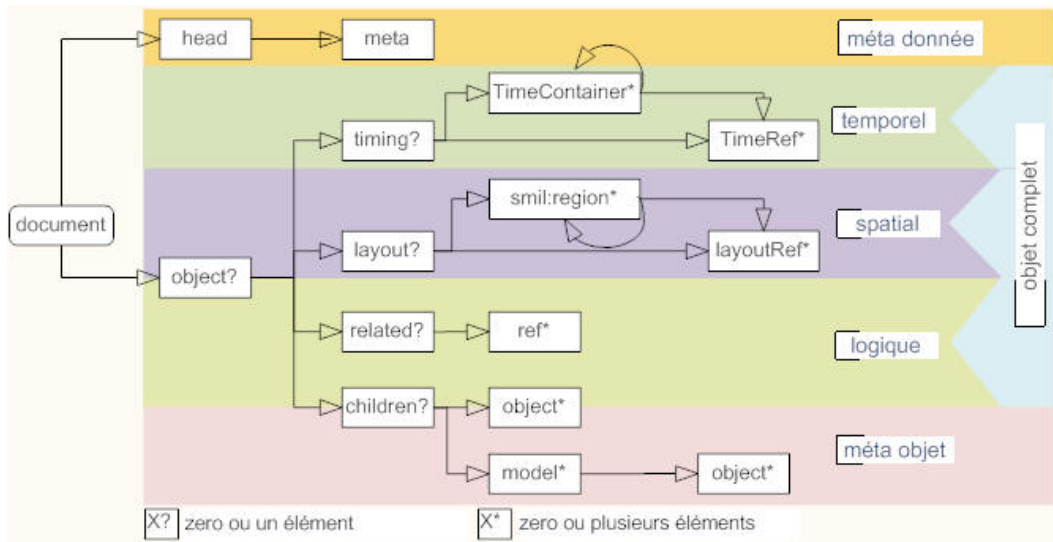 head
meta
méta donnée
TimeContainer*
temporel
timing?
TimeRef*
smil:region*
document
spatial
layout?
layoutRef*
object?
objet complet
related?
ref*
logique
children?
object*
méta objet
model*
object*
X? zero ou un élément
X* zero ou plusieurs éléments